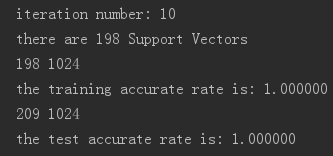 iteration number: 10
there are 198 Support Vectors
198 1024
the training accurate rate is: 1.000000
209 1024
the test accurate rate is: 1.000000